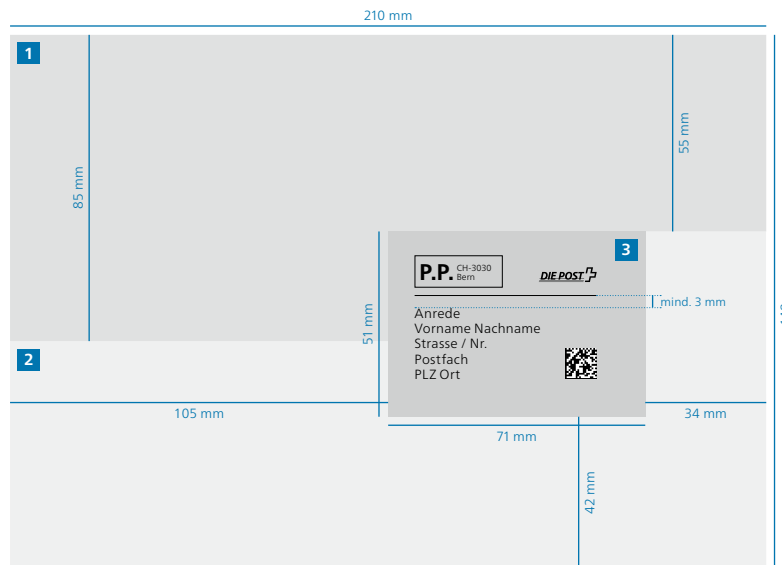 210 mm
1
85 mm
55 mm
3
P.P. CH-3030
Bern
DIE POST
mind. 3 mm
Anrede
Vorname Nachname
Strasse / Nr.
Postfach
PLZ Ort
51 mm
2
105 mm
71 mm
34 mm
42 mm